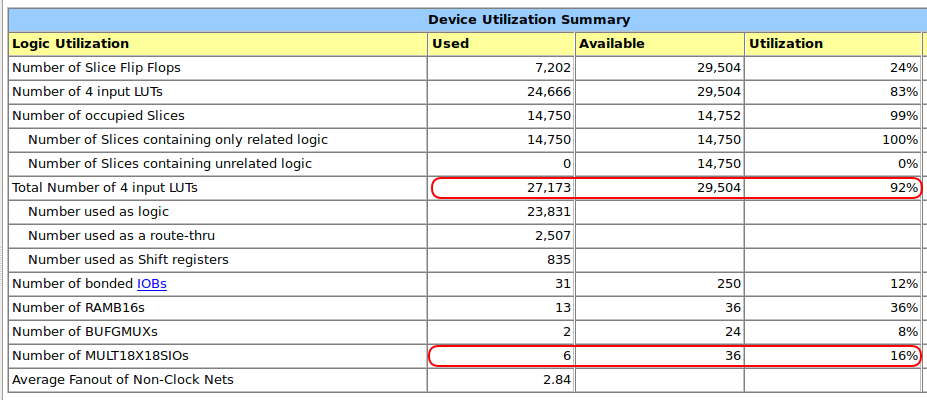 Device Utilization Summary
Logic Utilization Used Available Utilization
Number of Slice Flip Flops 7,202 29,504 24%
Number of 4 input LUTs 24,666 29,504 83%
Number of occupied Slices 14,750 14,752 99%
Number of Slices containing only related logic 14,750 14,750 100%
Number of Slices containing unrelated logic 0 14,750 0%
Total Number of 4 input LUTs 27,173 29,504 92%
Number used as logic 23,831
Number used as a route-thru 2,507
Number used as Shift registers 835
Number of bonded IOBs 31 250 12%
Number of RAMB16s 13 36 36%
Number of BUFGMUXs 2 24 8%
Number of MULT18X18SIOs 6 36 16%
Average Fanout of Non-Clock Nets 2.84